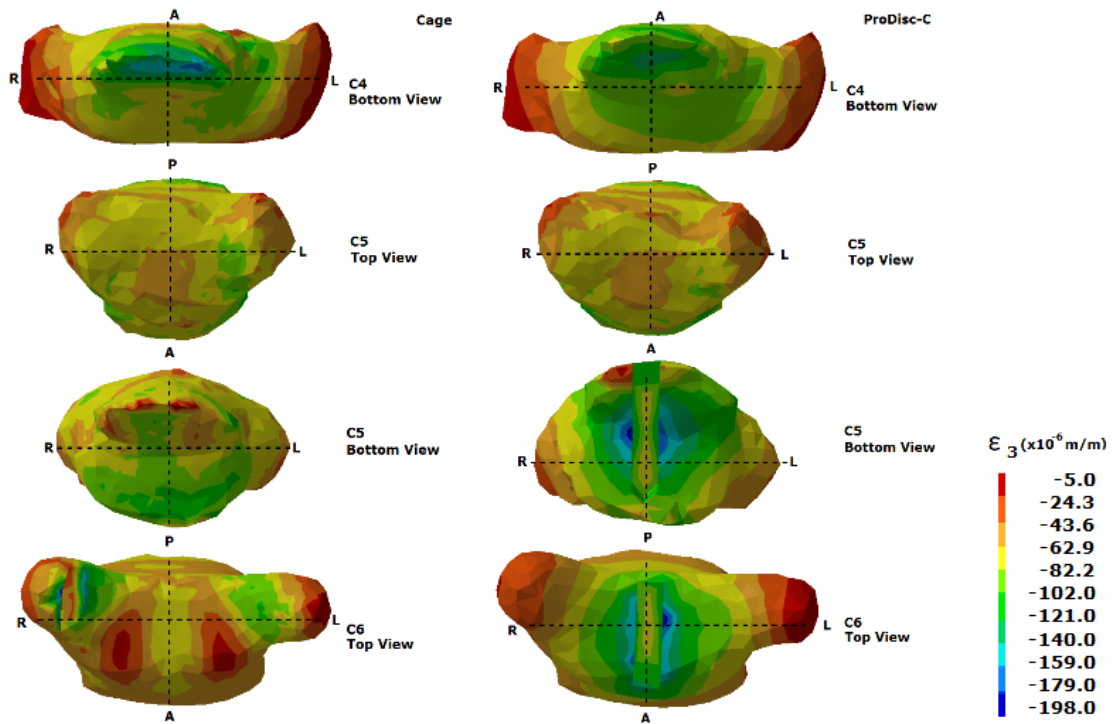 A
Cage
A
ProDisc-C
R
L
C4
Bottom View
R
L
C4
Bottom View
P
P
R
L
C5
Top View
R
L
C5
Top View
A
A
R
L
C5
Bottom View
R
L
C5
Bottom View
P
P
R
L
C6
Top View
R
L
C6
Top View
A
A
ε 3 (x10⁻⁶ m/m)
-5.0
-24.3
-43.6
-62.9
-82.2
-102.0
-121.0
-140.0
-159.0
-179.0
-198.0